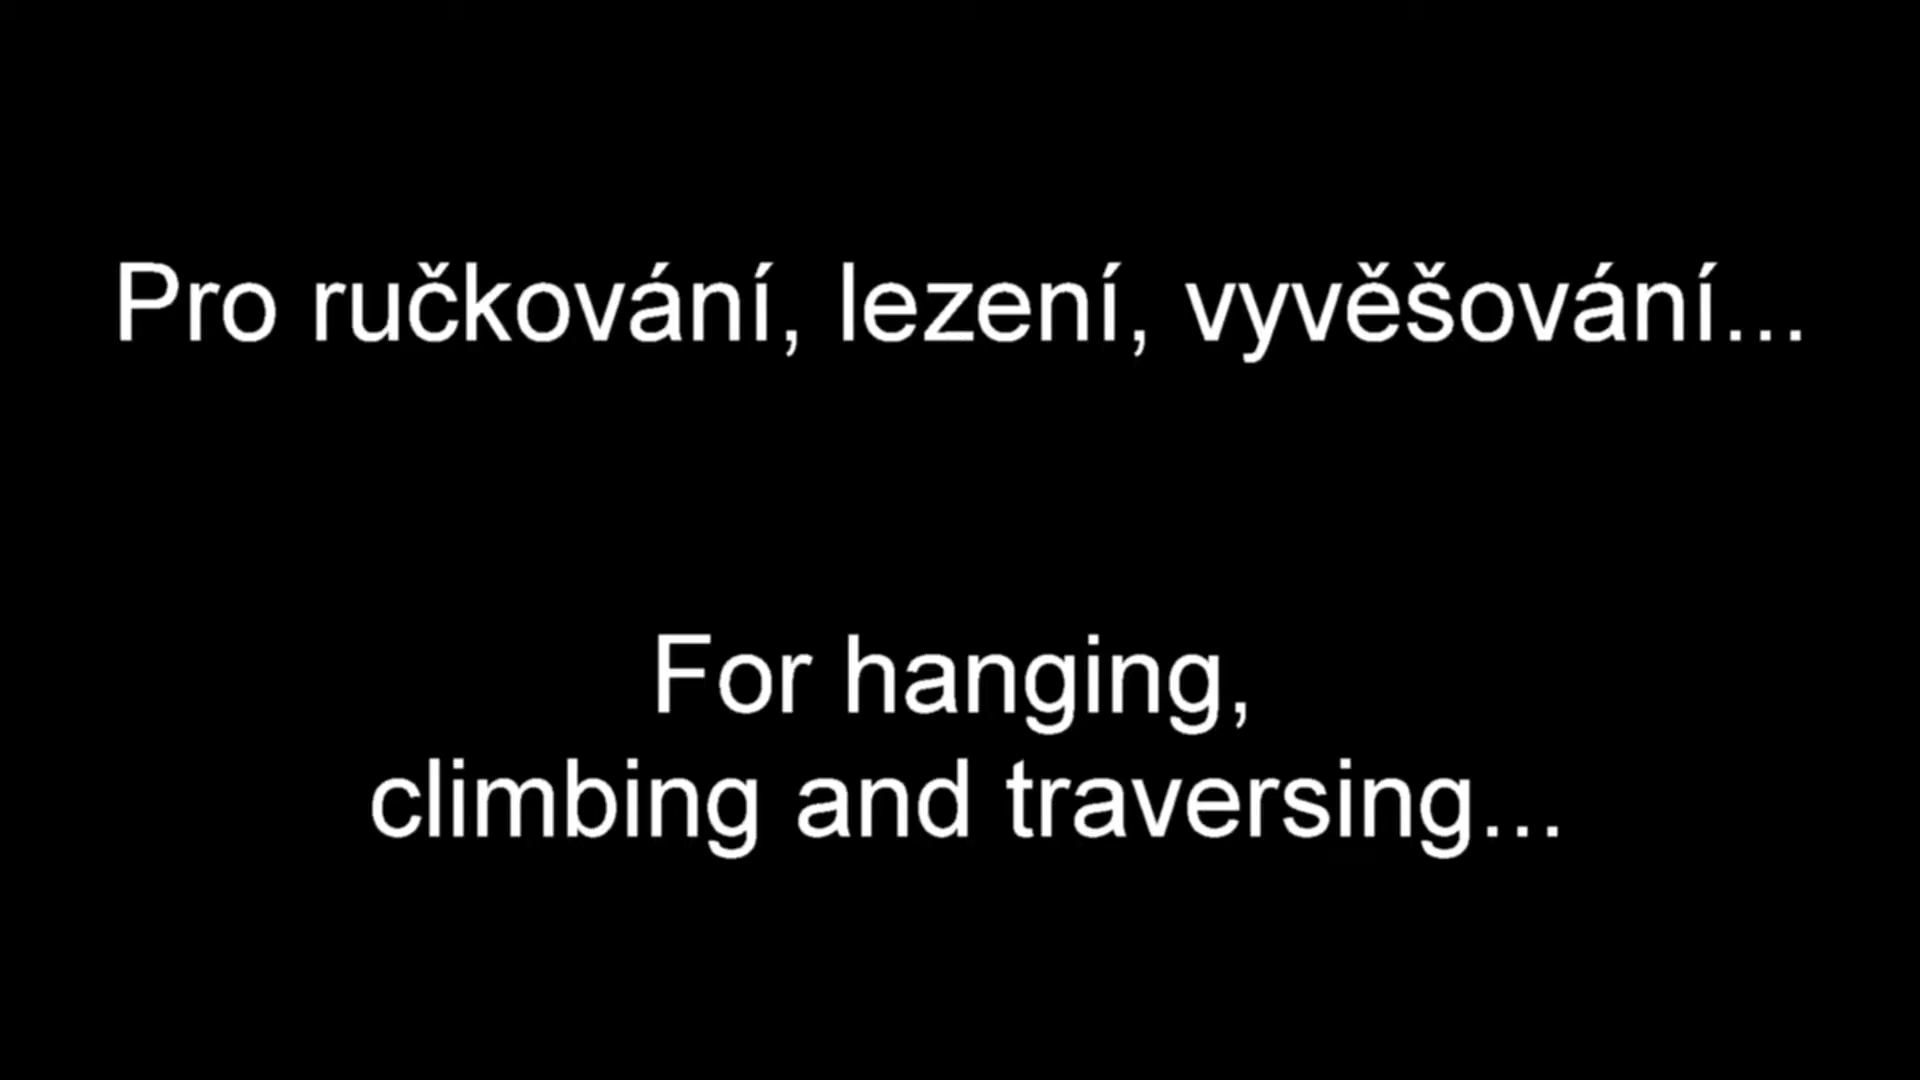 Pro ručkování, lezení, vyvěšování...
For hanging,
climbing and traversing...